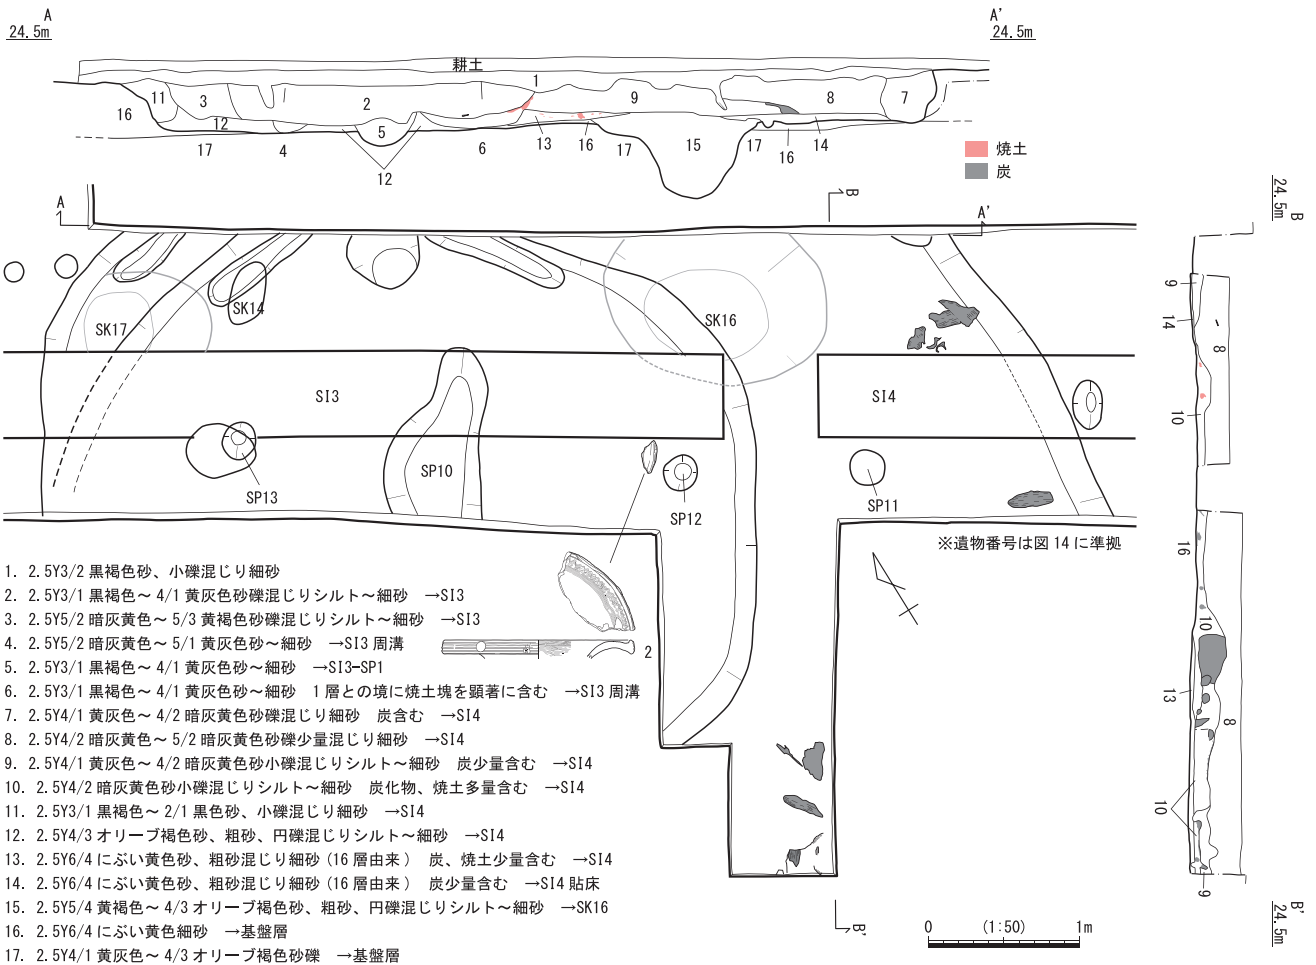 A
24.5m
A'
24.5m
耕土
1
16
11
3
2
9
8
7
12
5
17
4
12
6
13
16
17
15
17
16
14
焼土
炭
A
B
A'
24.5m
B
SK17
SK14
SK16
SI3
SI4
SP13
SP10
SP12
SP11
9
14
8
10
16
10
13
8
10
9
※遺物番号は図 14 に準拠
2
1. 2.5Y3/2 黒褐色砂、小礫混じり細砂
2. 2.5Y3/1 黒褐色～ 4/1 黄灰色砂礫混じりシルト～細砂 →SI3
3. 2.5Y5/2 暗灰黄色～ 5/3 黄褐色砂礫混じりシルト～細砂 →SI3
4. 2.5Y5/2 暗灰黄色～ 5/1 黄灰色砂～細砂 →SI3 周溝
5. 2.5Y3/1 黒褐色～ 4/1 黄灰色砂～細砂 →SI3-SP1
6. 2.5Y3/1 黒褐色～ 4/1 黄灰色砂～細砂 1 層との境に焼土塊を顕著に含む →SI3 周溝
7. 2.5Y4/1 黄灰色～ 4/2 暗灰黄色砂礫混じり細砂 炭含む →SI4
8. 2.5Y4/2 暗灰黄色～ 5/2 暗灰黄色砂礫少量混じり細砂 →SI4
9. 2.5Y4/1 黄灰色～ 4/2 暗灰黄色砂小礫混じりシルト～細砂 炭少量含む →SI4
10. 2.5Y4/2 暗灰黄色砂小礫混じりシルト～細砂 炭化物、焼土多量含む →SI4
11. 2.5Y3/1 黒褐色～ 2/1 黒色砂、小礫混じり細砂 →SI4
12. 2.5Y4/3 オリーブ褐色砂、粗砂、円礫混じりシルト～細砂 →SI4
13. 2.5Y6/4 にぶい黄色砂、粗砂混じり細砂 (16 層由来 ) 炭、焼土少量含む →SI4
14. 2.5Y6/4 にぶい黄色砂、粗砂混じり細砂 (16 層由来 ) 炭少量含む →SI4 貼床
15. 2.5Y5/4 黄褐色～ 4/3 オリーブ褐色砂、粗砂、円礫混じりシルト～細砂 →SK16
16. 2.5Y6/4 にぶい黄色細砂 →基盤層
17. 2.5Y4/1 黄灰色～ 4/3 オリーブ褐色砂礫 →基盤層
B'
0 (1:50) 1m
24.5m
B'